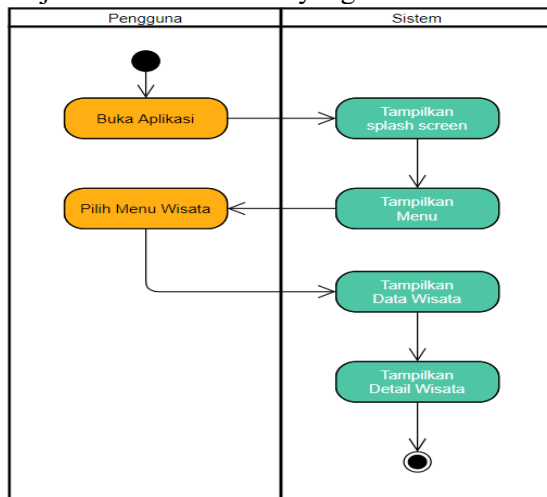 Pengguna
Sistem
Buka Aplikasi
Tampilkan
splash screen
Pilih Menu Wisata
Tampilkan
Menu
Tampilkan
Data Wisata
Tampilkan
Detail Wisata